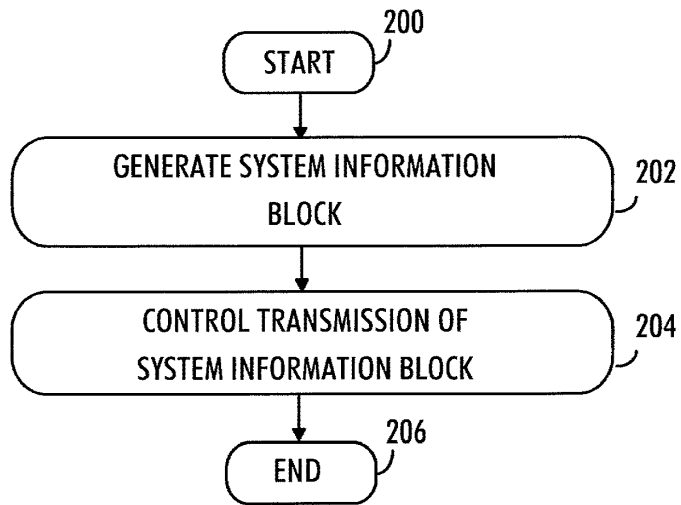 200
START
GENERATE SYSTEM INFORMATION
BLOCK
202
CONTROL TRANSMISSION OF
SYSTEM INFORMATION BLOCK
204
206
END